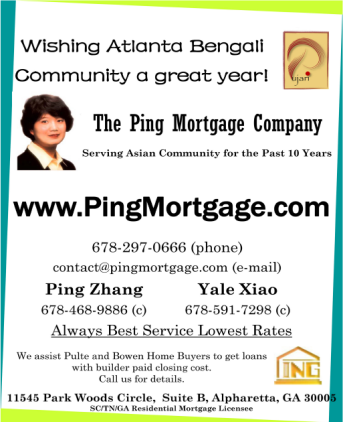 Wishing Atlanta Bengali
Community a great year!
Pujari
The Ping Mortgage Company
Serving Asian Community for the Past 10 Years
www.PingMortgage.com
678-297-0666 (phone)
contact@pingmortgage.com (e-mail)
Ping Zhang Yale Xiao
678-468-9886 (c) 678-591-7298 (c)
Always Best Service Lowest Rates
We assist Pulte and Bowen Home Buyers to get loans
with builder paid closing cost.
Call us for details.
PING
11545 Park Woods Circle, Suite B, Alpharetta, GA 30005
SC/TN/GA Residential Mortgage Licensee